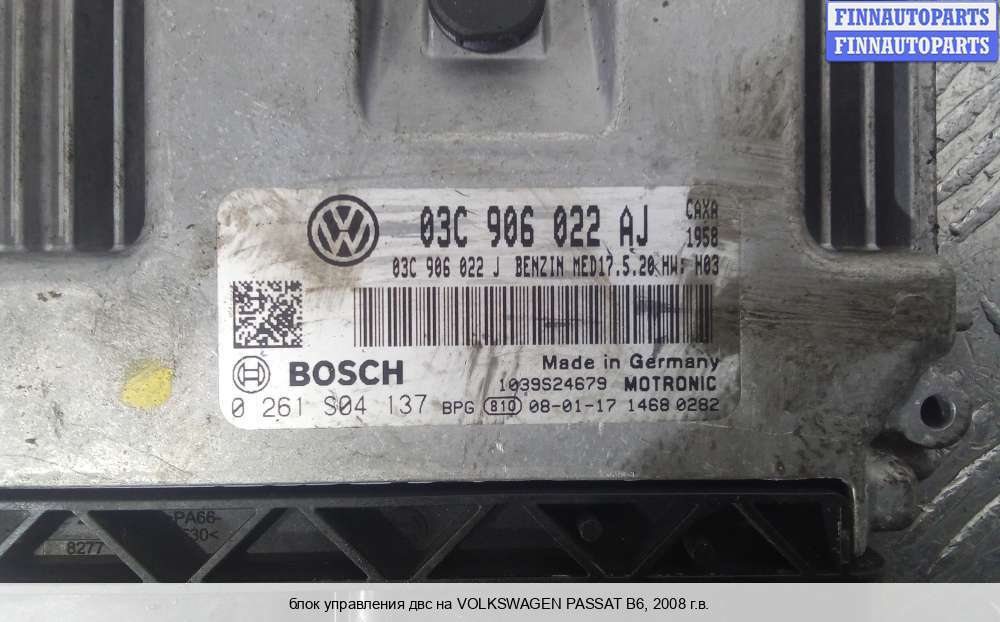 FINNAUTOPARTS
FINNAUTOPARTS
03C 906 022 AJ
CAXA
1958
03C 906 022 J BENZIN MED17.5.20 HW: H03
BOSCH
Made in Germany
1039S24679 MOTRONIC
0 261 S04 137 BPG 810 08-01-17 1468 0282
PA66-
30<
8277
блок управления двс на VOLKSWAGEN PASSAT B6, 2008 г.в.